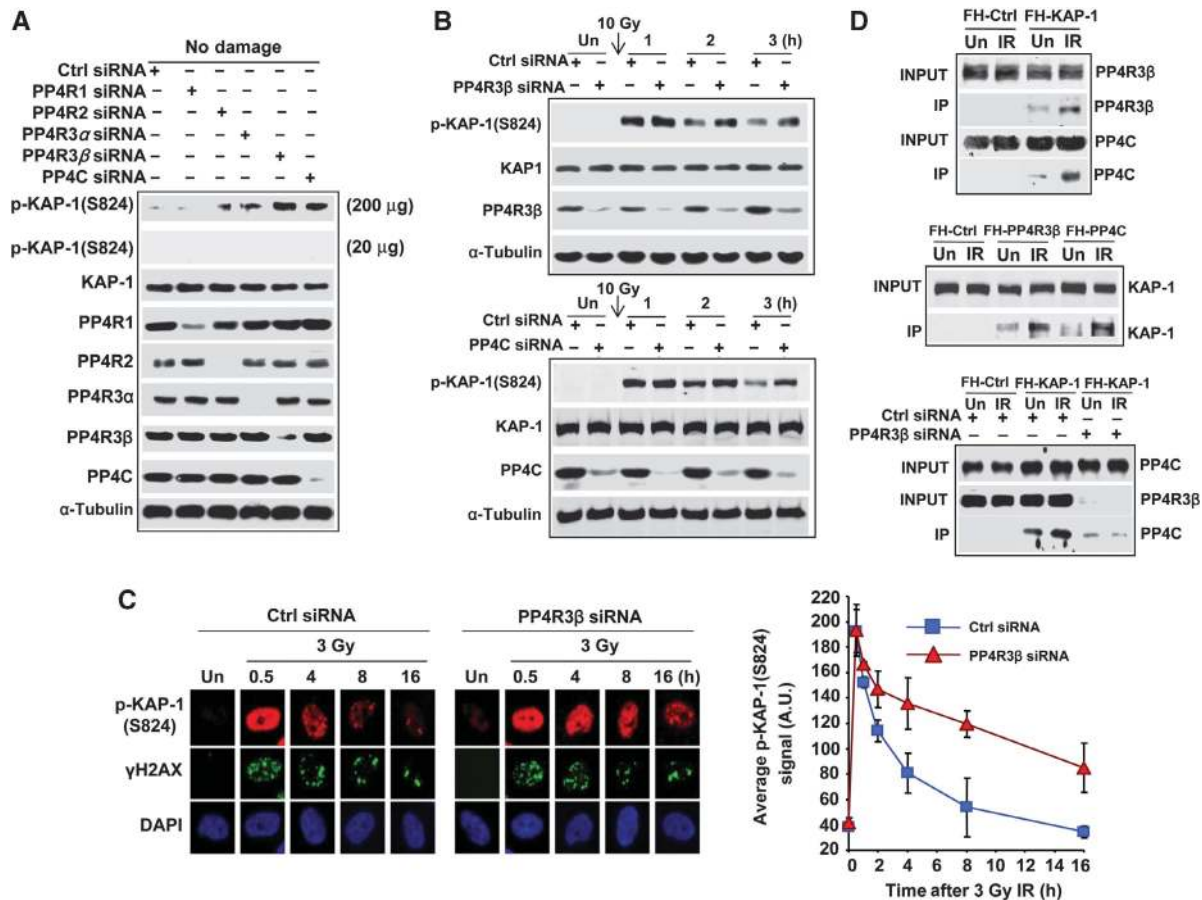 A
No damage
Ctrl siRNA + – – – – –
PP4R1 siRNA – + – – – –
PP4R2 siRNA – – + – – –
PP4R3α siRNA – – – + – –
PP4R3β siRNA – – – – + –
PP4C siRNA – – – – – +
p-KAP-1(S824) (200 μg)
p-KAP-1(S824) (20 μg)
KAP-1
PP4R1
PP4R2
PP4R3α
PP4R3β
PP4C
α-Tubulin
B
10 Gy
Un 1 2 3 (h)
Ctrl siRNA + – + – + – + –
PP4R3β siRNA – + – + – + – +
p-KAP-1(S824)
KAP1
PP4R3β
α-Tubulin
10 Gy
Un 1 2 3 (h)
Ctrl siRNA + – + – + – + –
PP4C siRNA – + – + – + – +
p-KAP-1(S824)
KAP-1
PP4C
α-Tubulin
D
FH-Ctrl FH-KAP-1
Un IR Un IR
INPUT PP4R3β
IP PP4R3β
INPUT PP4C
IP PP4C
FH-Ctrl FH-PP4R3β FH-PP4C
Un IR Un IR Un IR
INPUT KAP-1
IP KAP-1
FH-Ctrl FH-KAP-1 FH-KAP-1
Un IR Un IR Un IR
Ctrl siRNA + + + + – –
PP4R3β siRNA – – – – + +
INPUT PP4C
INPUT PP4R3β
IP PP4C
C
Ctrl siRNA PP4R3β siRNA
3 Gy 3 Gy
Un 0.5 4 8 16 Un 0.5 4 8 16 (h)
p-KAP-1
(S824)
γH2AX
DAPI
Average p-KAP-1(S824)
signal (A.U.)
220
200
180
160
140
120
100
80
60
40
20
Ctrl siRNA
PP4R3β siRNA
0 2 4 6 8 10 12 14 16
Time after 3 Gy IR (h)